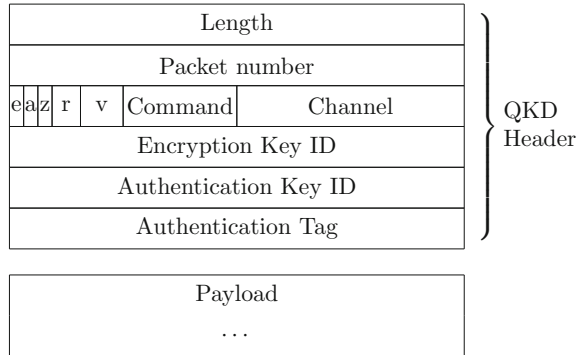 Length
Packet number
e a z r v Command Channel
Encryption Key ID
Authentication Key ID
Authentication Tag
QKD
Header
Payload
...